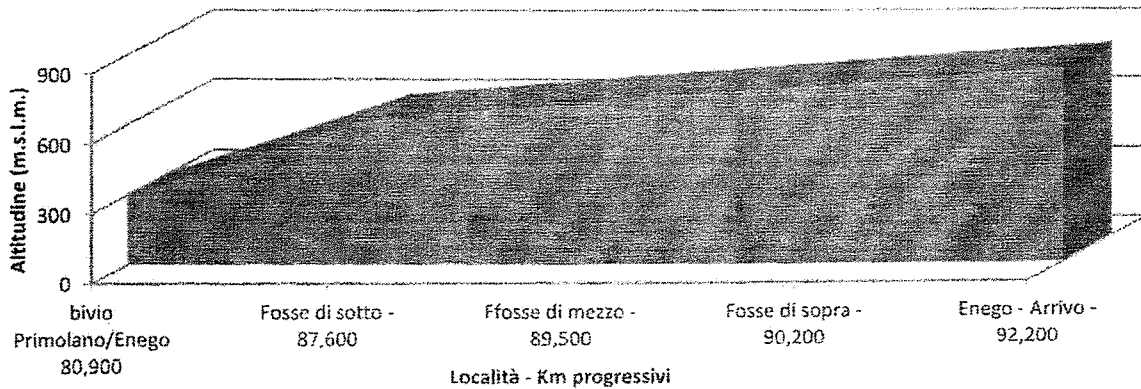 900
600
300
0
Altitudine (m.s.l.m.)
bivio
Primolano/Enego
80,900
Fosse di sotto -
87,600
Ffosse di mezzo -
89,500
Fosse di sopra -
90,200
Enego - Arrivo -
92,200
Località - Km progressivi